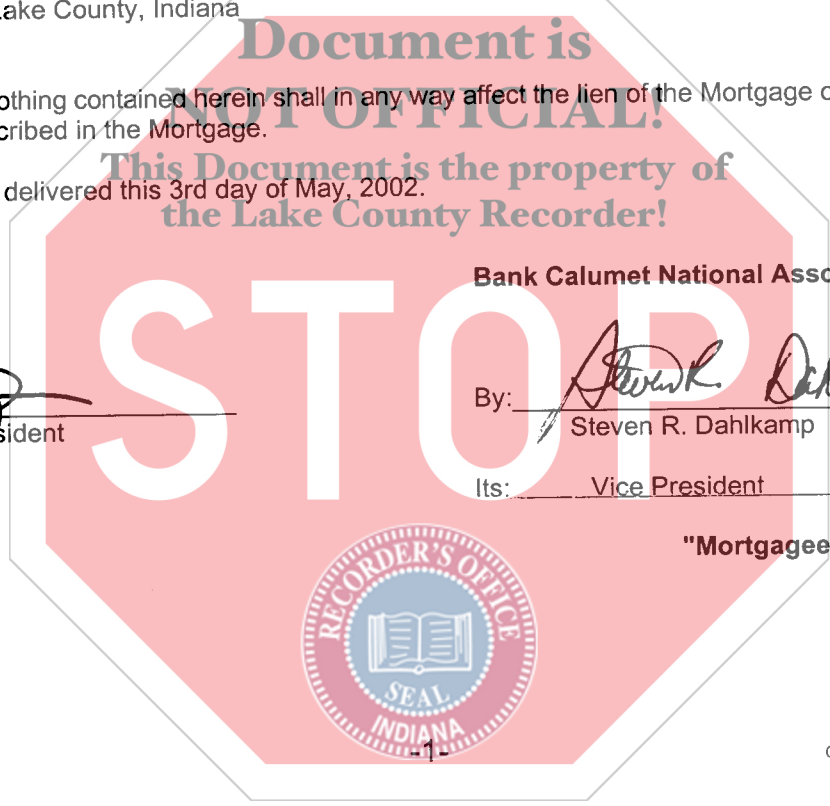 Lake County, Indiana
Document is
othing contained herein shall in any way affect the lien of the Mortgage o
NOT OFFICIAL!
cribed in the Mortgage.
This Document is the property of
delivered this 3rd day of May, 2002.
the Lake County Recorder!
Bank Calumet National Asso
STOP
By:
Steven R. Dahl
sident
Steven R. Dahlkamp
Its: Vice President
"Mortgagee
RECORDER'S OFFICE
SEAL
INDIANA
-1-